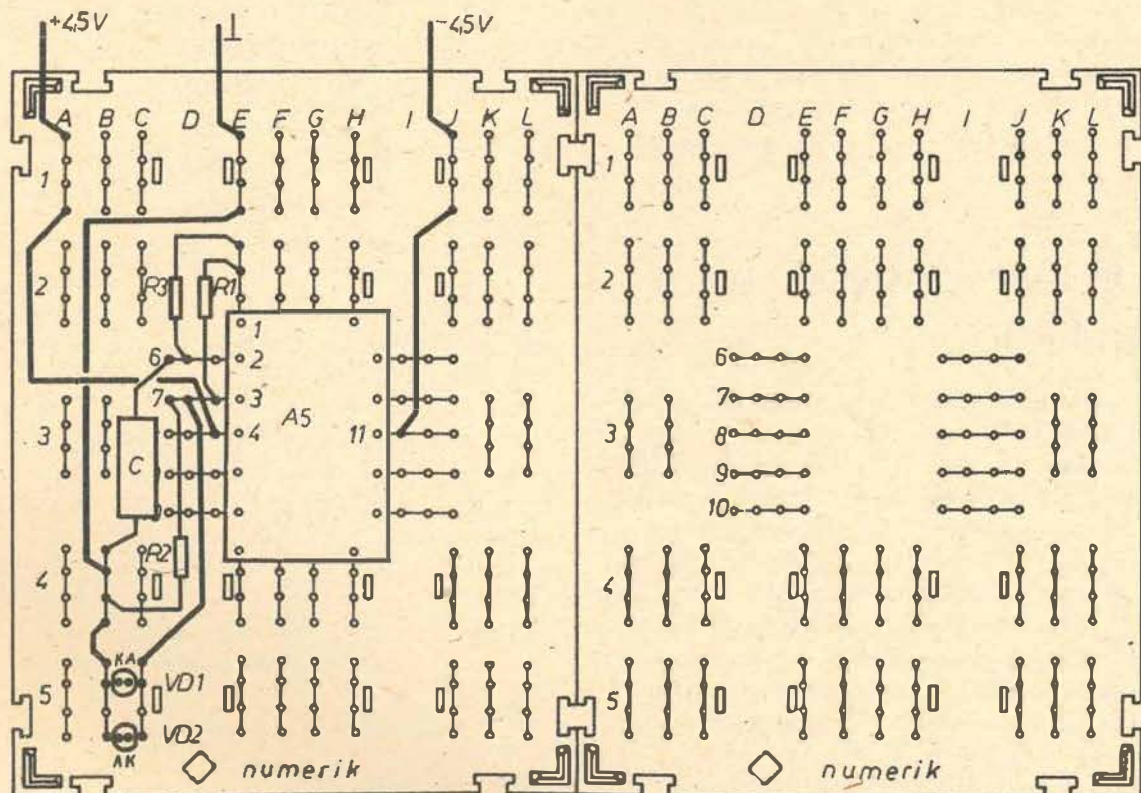 +4,5V ⊥ -4,5V
A B C D E F G H I J K L A B C D E F G H I J K L
1 1
2 R3 R1 2
1
6 2 6
7 3 A5 7
3 4 11 3 8
C 9
10
R2
4 4
KA VD1
5 5
VD2
AK
numerik numerik